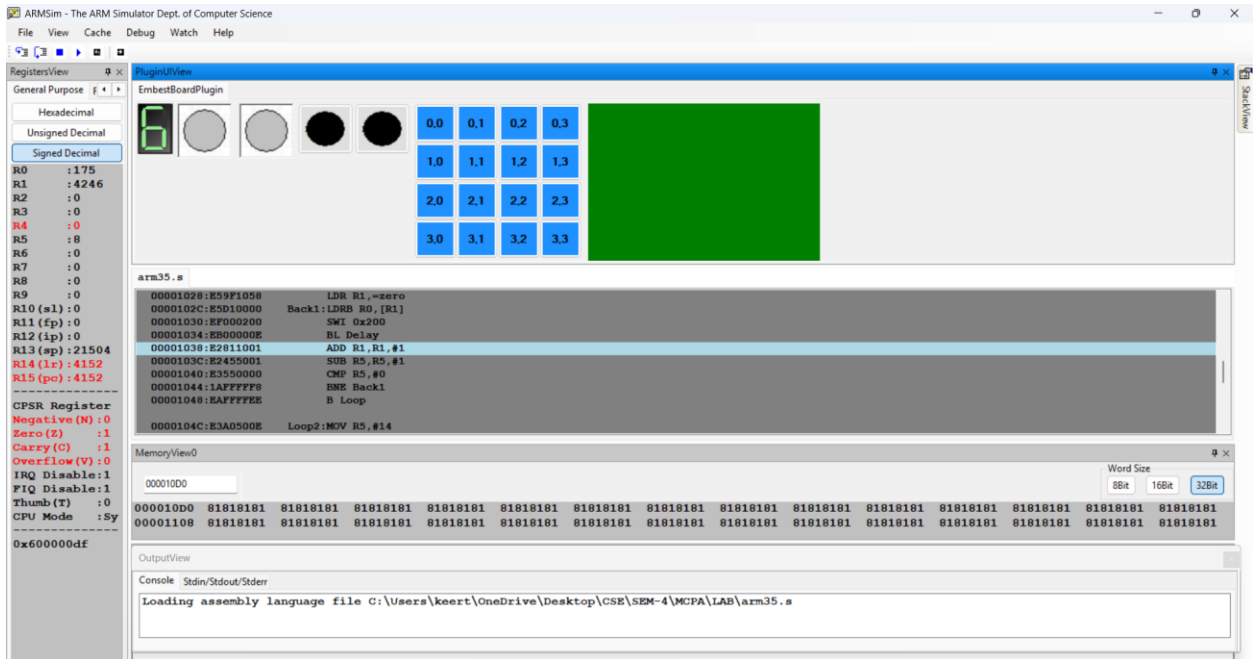 ARMSim - The ARM Simulator Dept. of Computer Science
File View Cache Debug Watch Help
RegistersView
General Purpose
Hexadecimal
Unsigned Decimal
Signed Decimal
R0 :175
R1 :4246
R2 :0
R3 :0
R4 :0
R5 :8
R6 :0
R7 :0
R8 :0
R9 :0
R10(sl):0
R11(fp):0
R12(ip):0
R13(sp):21504
R14(lr):4152
R15(pc):4152
--------------
CPSR Register
Negative(N):0
Zero(Z) :1
Carry(C) :1
Overflow(V):0
IRQ Disable:1
FIQ Disable:1
Thumb(T) :0
CPU Mode :Sy
--------------
0x600000df
PluginUIView
EmbestBoardPlugin
6
0,0 0,1 0,2 0,3
1,0 1,1 1,2 1,3
2,0 2,1 2,2 2,3
3,0 3,1 3,2 3,3
StackView
arm35.s
00001028:E59F1058 LDR R1,=zero
0000102C:E5D10000 Back1:LDRB R0,[R1]
00001030:EF000200 SWI 0x200
00001034:EB00000E BL Delay
00001038:E2811001 ADD R1,R1,#1
0000103C:E2455001 SUB R5,R5,#1
00001040:E3550000 CMP R5,#0
00001044:1AFFFFF8 BNE Back1
00001048:EAFFFFEE B Loop
0000104C:E3A0500E Loop2:MOV R5,#14
MemoryView0
000010D0
Word Size
8Bit 16Bit 32Bit
000010D0 81818181 81818181 81818181 81818181 81818181 81818181 81818181 81818181 81818181 81818181 81818181 81818181 81818181 81818181
00001108 81818181 81818181 81818181 81818181 81818181 81818181 81818181 81818181 81818181 81818181 81818181 81818181 81818181 81818181
OutputView
Console Stdin/Stdout/Stderr
Loading assembly language file C:\Users\keert\OneDrive\Desktop\CSE\SEM-4\MCPA\LAB\arm35.s